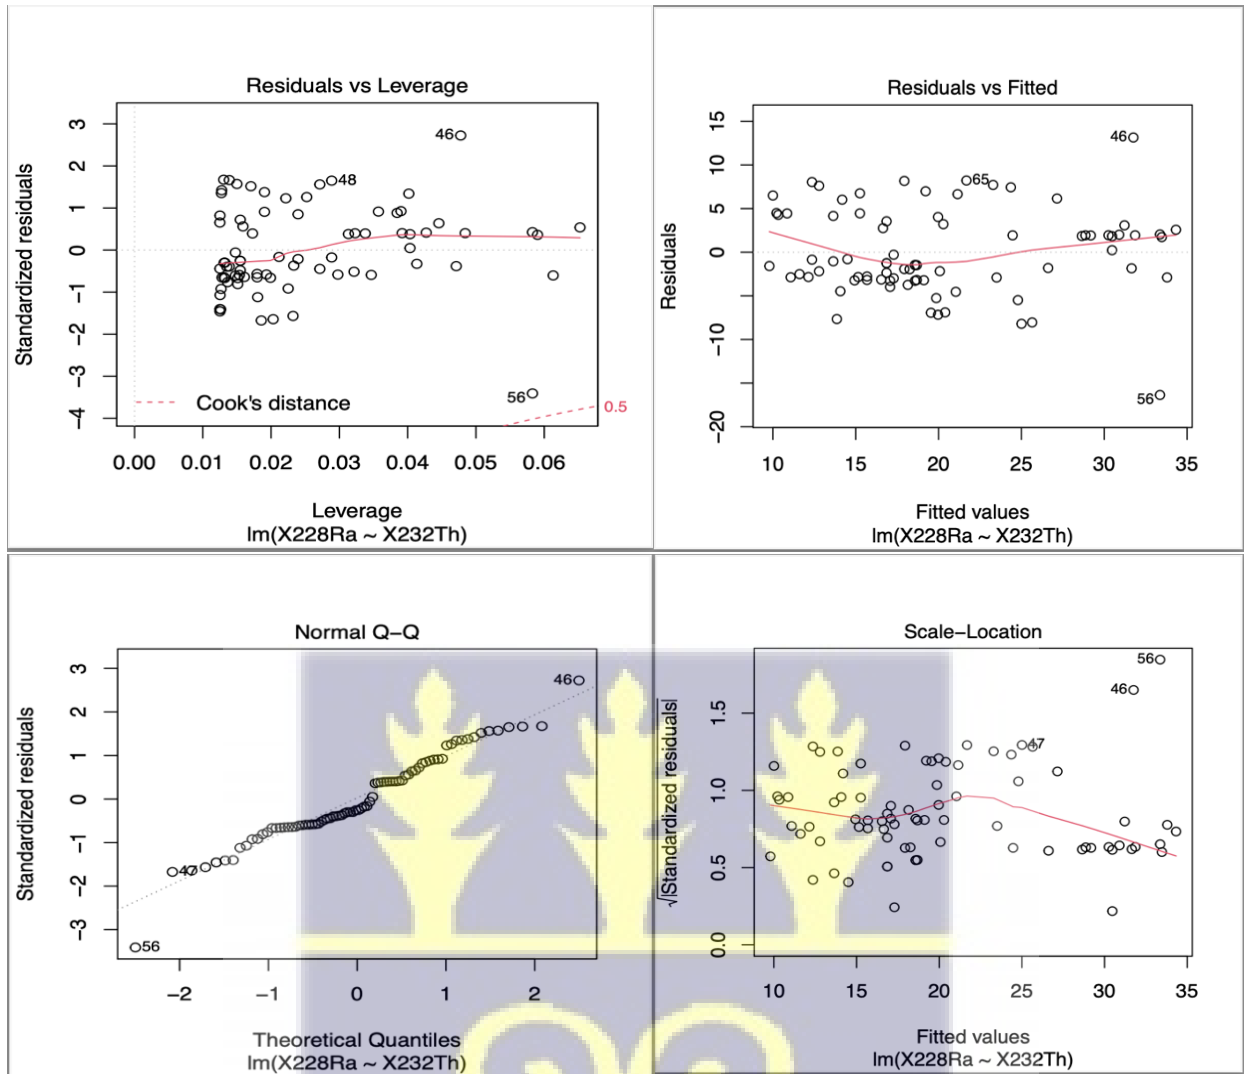 Residuals vs Leverage
Standardized residuals
3
2
1
0
−1
−2
−3
−4
46
48
56
Cook's distance
0.5
0.00 0.01 0.02 0.03 0.04 0.05 0.06
Leverage
lm(X228Ra ~ X232Th)
Residuals vs Fitted
Residuals
15
10
5
0
−10
−20
46
65
56
10 15 20 25 30 35
Fitted values
lm(X228Ra ~ X232Th)
Normal Q−Q
Standardized residuals
3
2
1
0
−1
−2
−3
46
47
56
−2 −1 0 1 2
Theoretical Quantiles
lm(X228Ra ~ X232Th)
Scale−Location
√|Standardized residuals|
1.5
1.0
0.5
0.0
56
46
47
10 15 20 25 30 35
Fitted values
lm(X228Ra ~ X232Th)